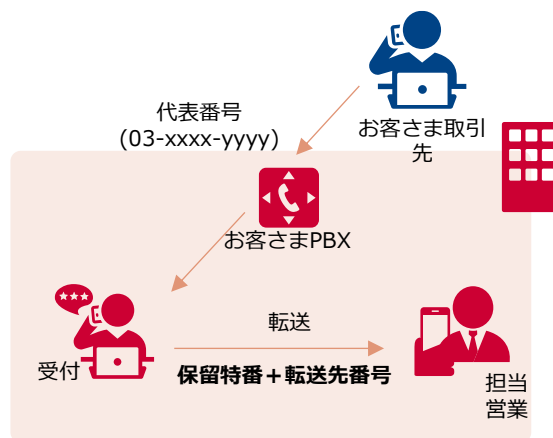 代表番号
(03-xxxx-yyyy)
お客さま取引
先
お客さまPBX
受付
転送
保留特番＋転送先番号
担当
営業